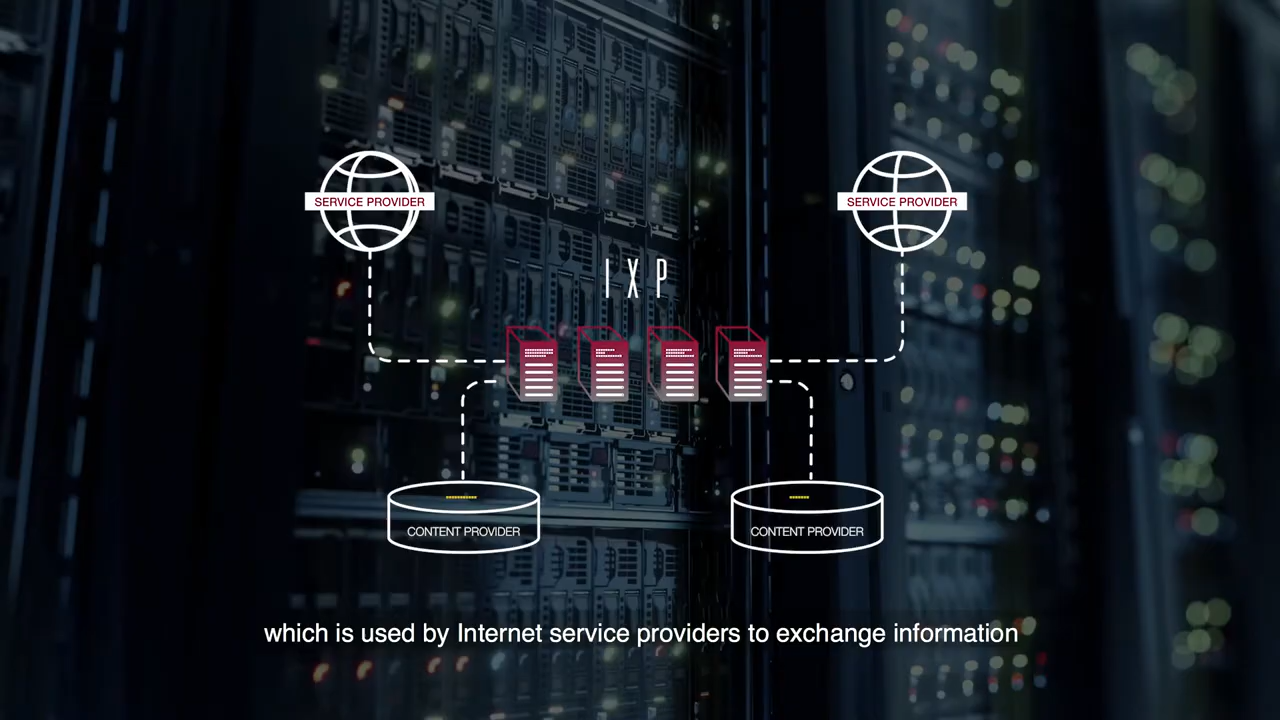 SERVICE PROVIDER
SERVICE PROVIDER
IXP
CONTENT PROVIDER
CONTENT PROVIDER
which is used by Internet service providers to exchange information